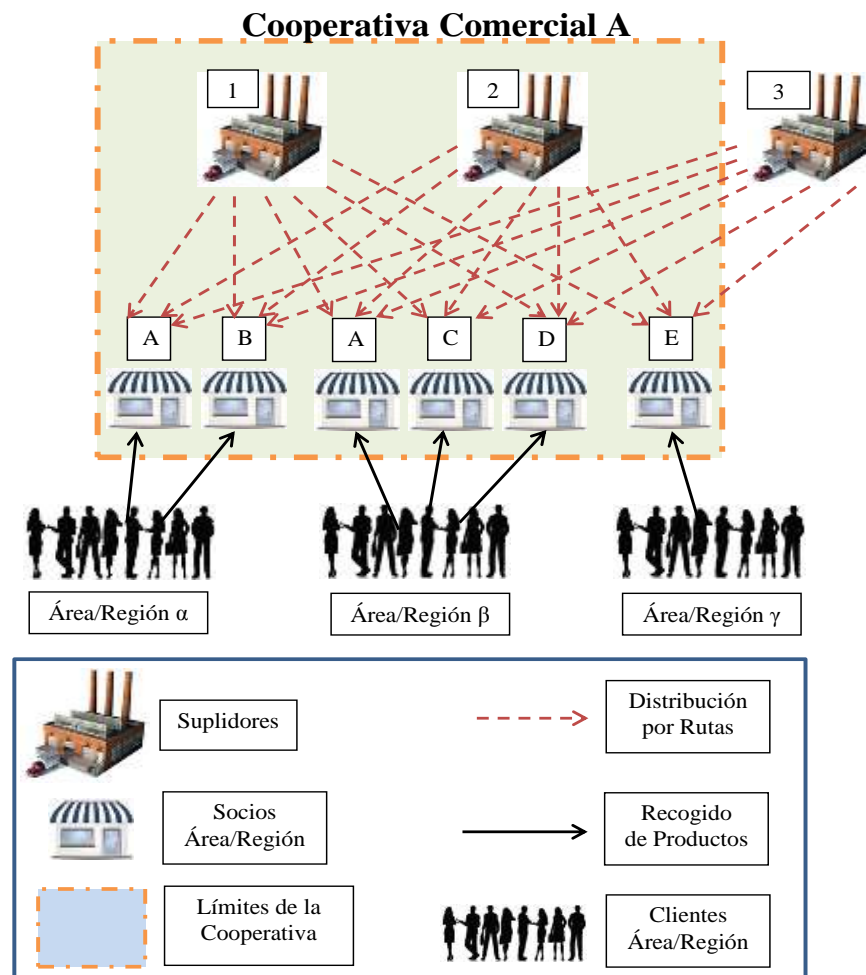 Cooperativa Comercial A
1
2
3
A
B
A
C
D
E
Área/Región α
Área/Región β
Área/Región γ
Suplidores
Distribución
por Rutas
Socios
Área/Región
Recogido
de Productos
Límites de la
Cooperativa
Clientes
Área/Región